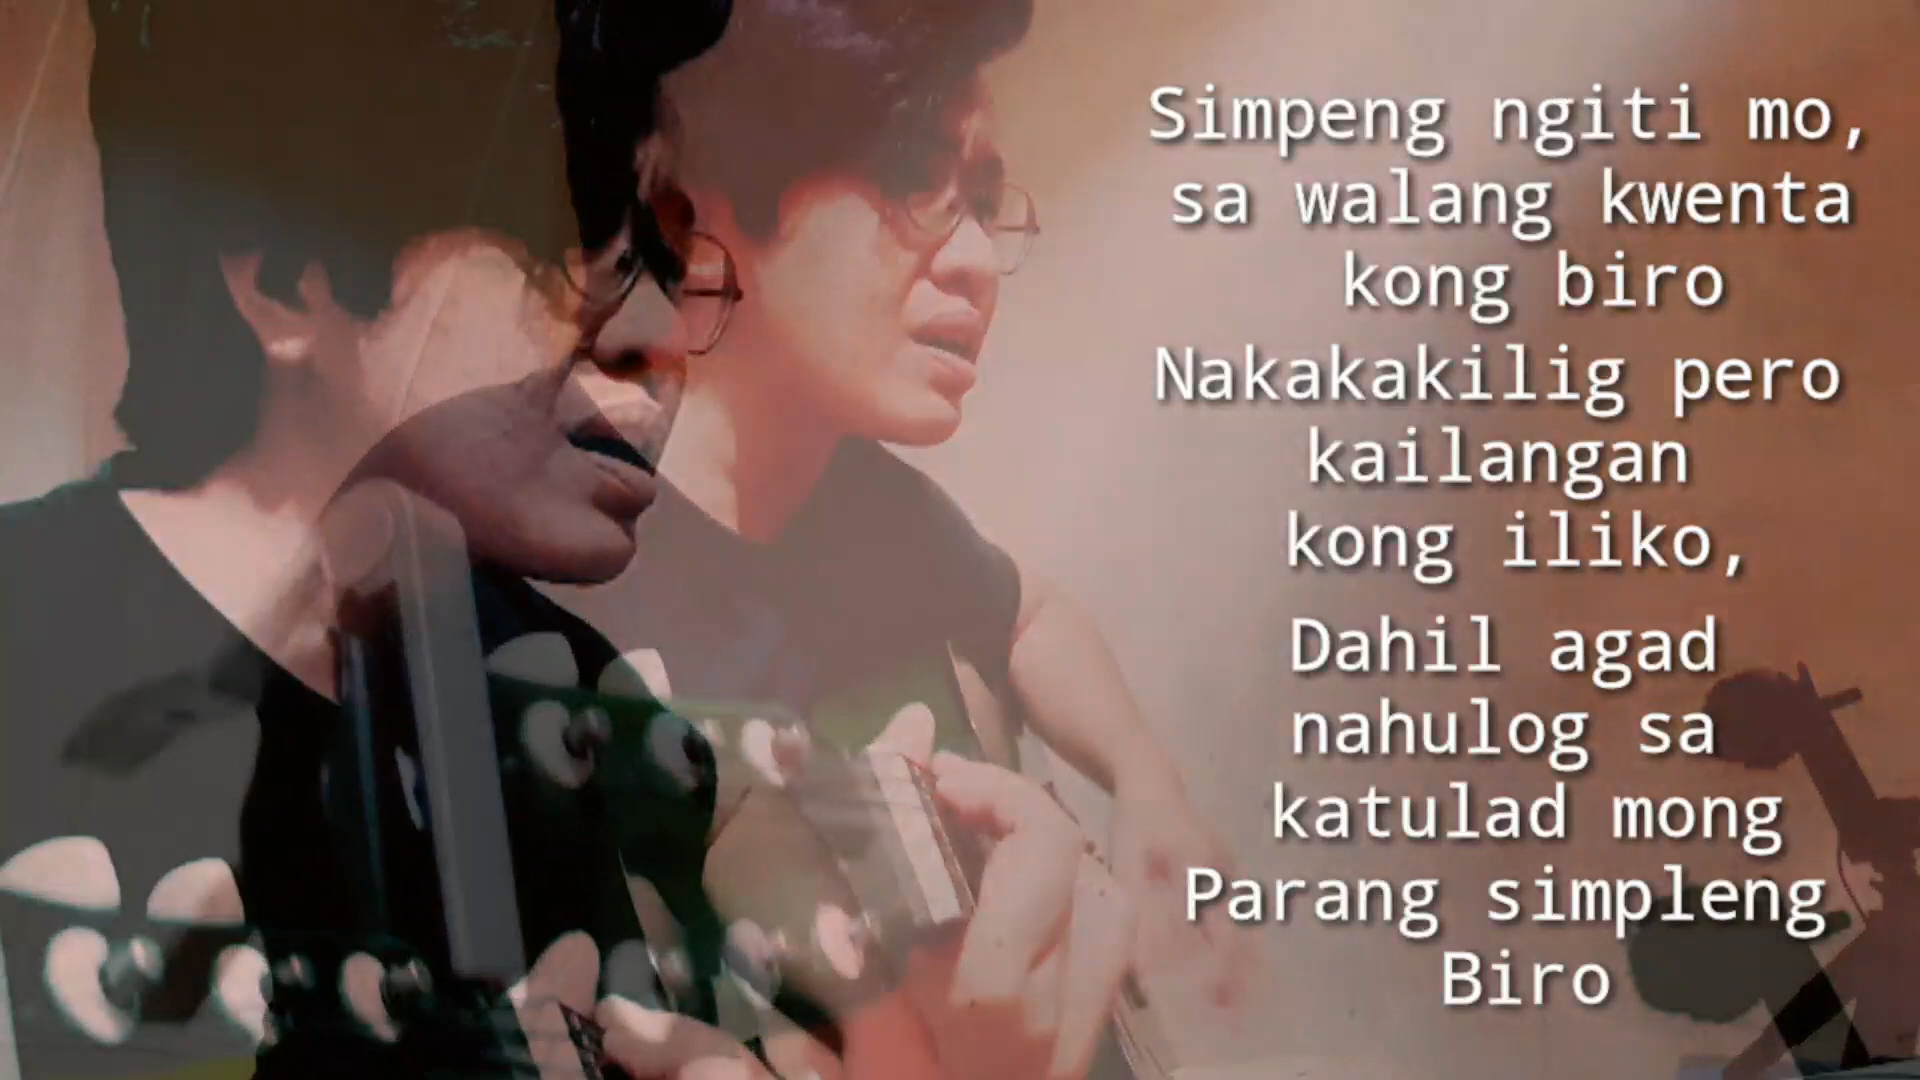 Simpeng ngiti mo,
sa walang kwenta
kong biro
Nakakakilig pero
kailangan
kong iliko,
Dahil agad
nahulog sa
katulad mong
Parang simpleng
Biro